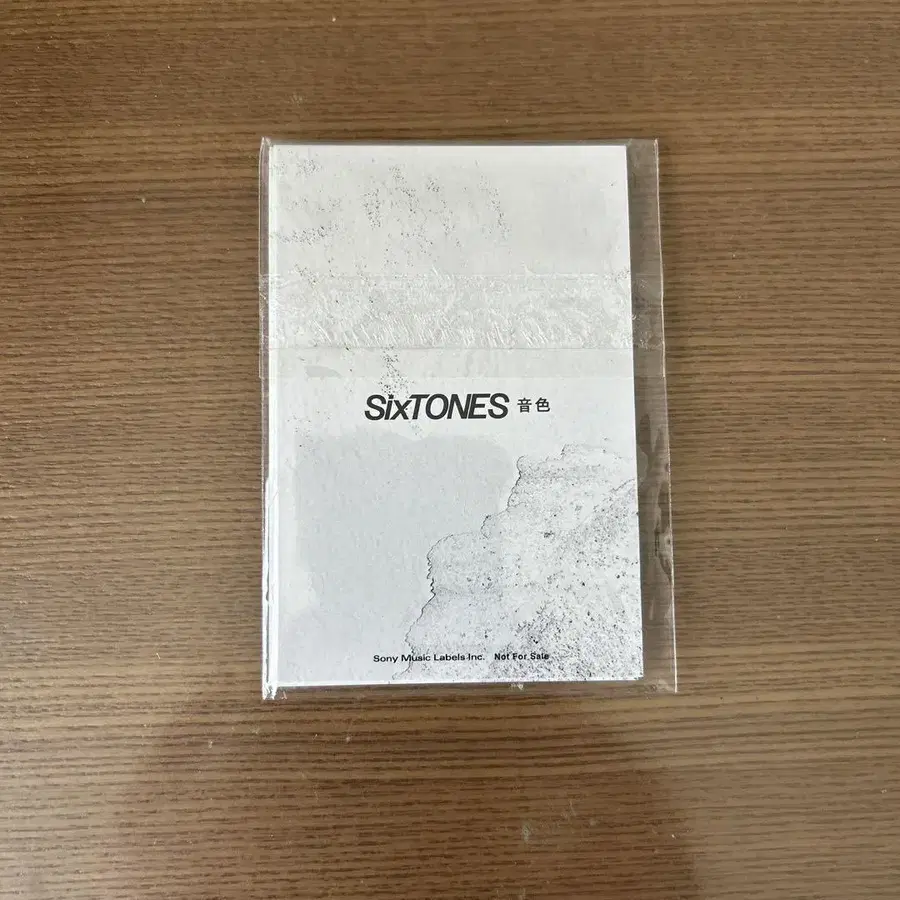 SixTONES 音色
Sony Music Labels Inc. Not For Sale